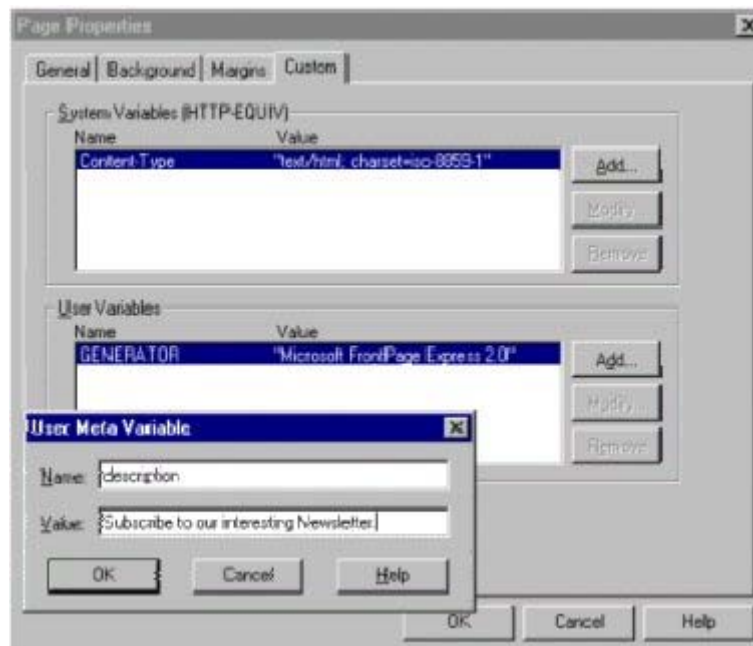 Page Properties
General Background Margins Custom
System Variables (HTTP-EQUIV)
Name Value
Content-Type "text/html; charset=iso-8859-1"
Add...
Modify...
Remove
User Variables
Name Value
GENERATOR "Microsoft FrontPage Express 2.0"
Add...
Modify...
Remove
User Meta Variable
Name: description
Value: Subscribe to our interesting Newsletter.
OK Cancel Help
OK Cancel Help